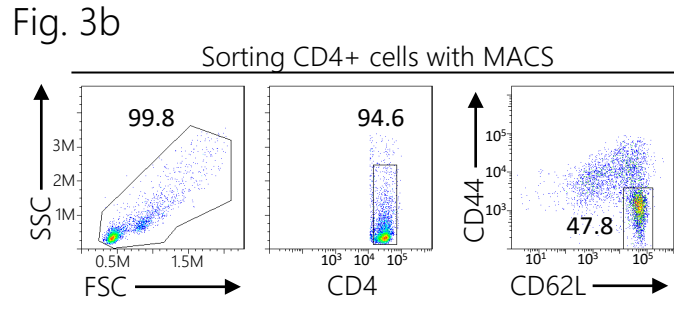 Fig. 3b
Sorting CD4+ cells with MACS
99.8
94.6
47.8
SSC
3M
2M
1M
0.5M 1.5M
FSC
10³ 10⁴ 10⁵
CD4
CD44
10⁵
10⁴
10³
10¹ 10³ 10⁵
CD62L